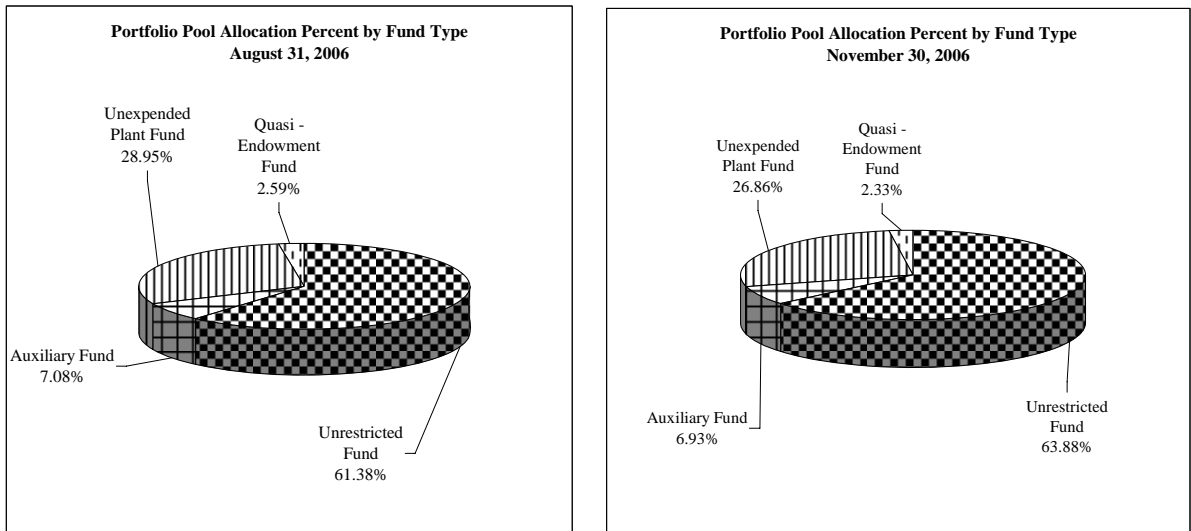 Portfolio Pool Allocation Percent by Fund Type
August 31, 2006
Unexpended
Plant Fund
28.95%
Quasi -
Endowment
Fund
2.59%
Auxiliary Fund
7.08%
Unrestricted
Fund
61.38%
Portfolio Pool Allocation Percent by Fund Type
November 30, 2006
Unexpended
Plant Fund
26.86%
Quasi -
Endowment
Fund
2.33%
Auxiliary Fund
6.93%
Unrestricted
Fund
63.88%